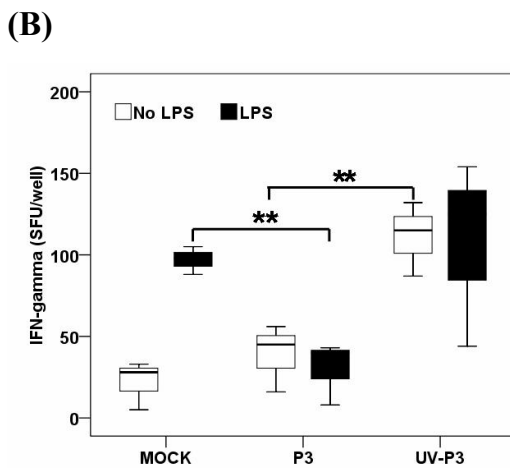 (B)
No LPS LPS
IFN-gamma (SFU/well)
200
150
100
50
0
**
**
MOCK P3 UV-P3